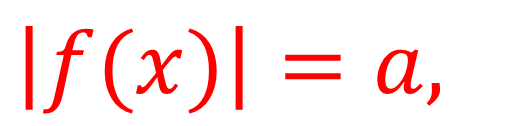 |f(x)| = a,